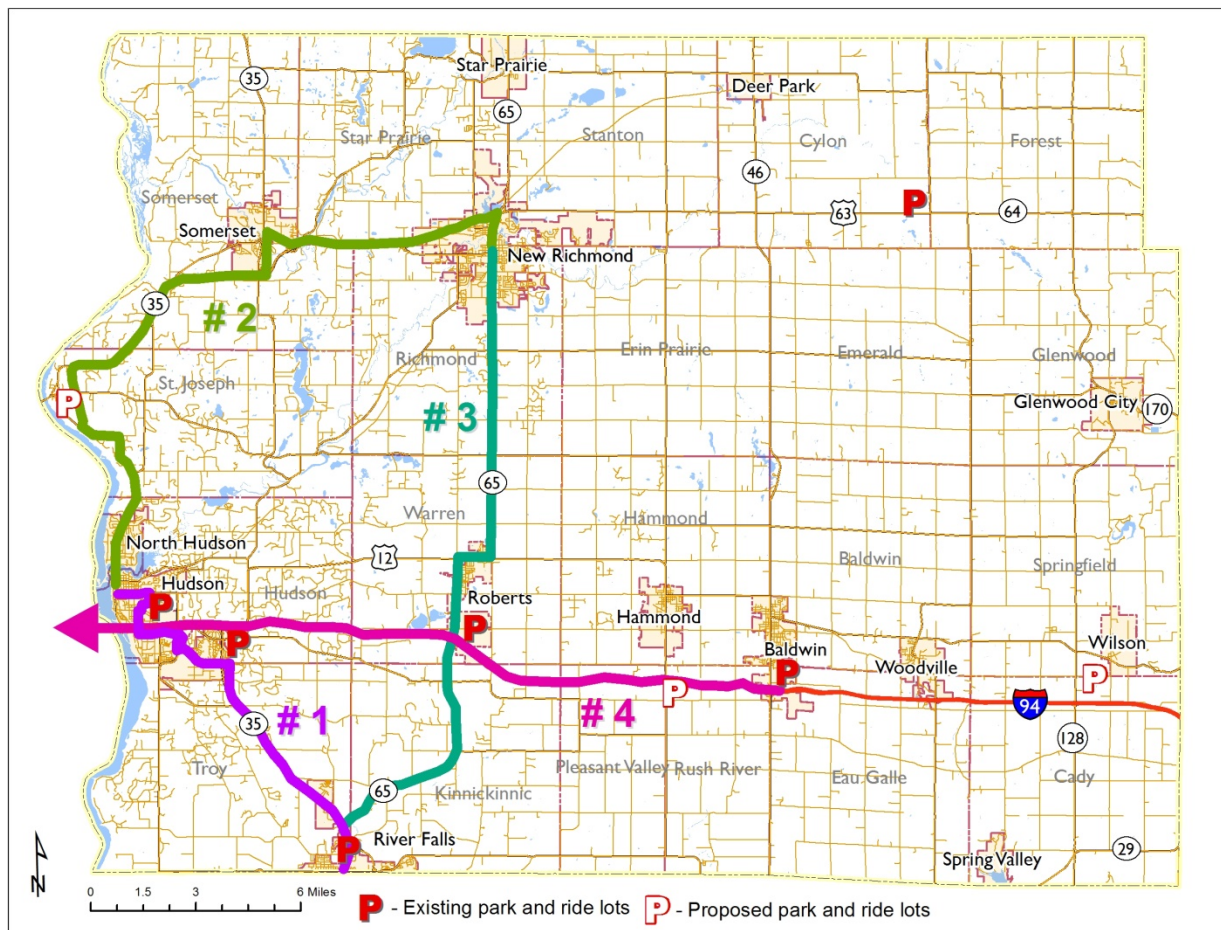 Star Prairie
35
65
Deer Park
Star Prairie
Stanton
Cylon
Forest
46
Somerset
P
63
64
Somerset
New Richmond
35
# 2
Richmond
Erin Prairie
Emerald
Glenwood
St. Joseph
P
# 3
Glenwood City
170
65
Warren
Hammond
North Hudson
12
Baldwin
Springfield
Hudson
Hudson
P
Roberts
P
Hammond
P
Baldwin
Wilson
P
Woodville
P
P
# 4
94
35
# 1
128
Troy
Pleasant Valley
Rush River
Eau Galle
Cady
65
Kinnickinnic
River Falls
P
29
Spring Valley
N
0 1.5 3 6 Miles
P - Existing park and ride lots
P - Proposed park and ride lots